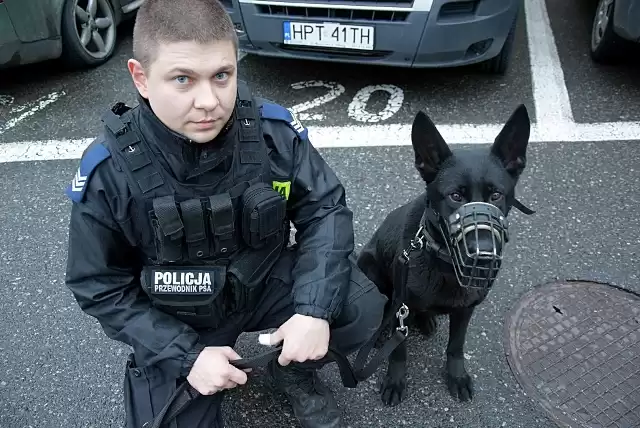 HPT 41TH
20
POLICJA
PRZEWODNIK PSA